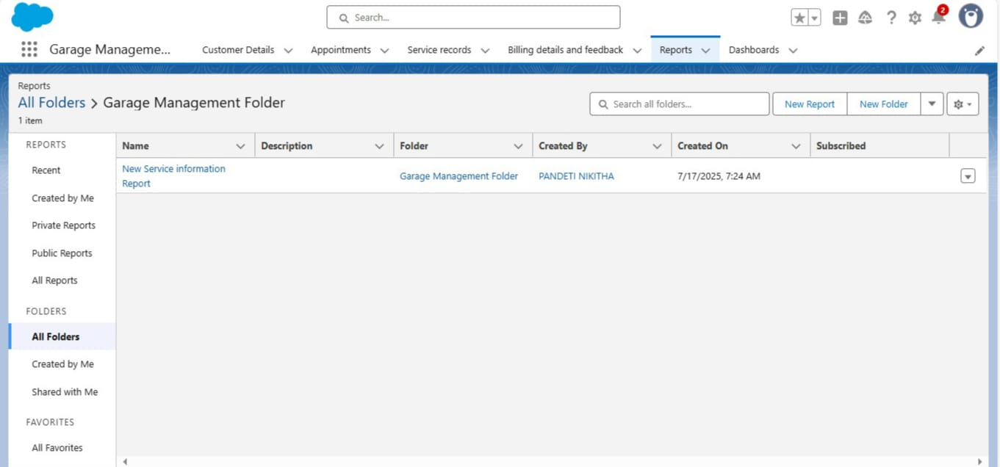 Search...
2
Garage Manageme...
Customer Details
Appointments
Service records
Billing details and feedback
Reports
Dashboards
Reports
All Folders > Garage Management Folder
1 item
Search all folders...
New Report
New Folder
REPORTS
Recent
Created by Me
Private Reports
Public Reports
All Reports
FOLDERS
All Folders
Created by Me
Shared with Me
FAVORITES
All Favorites
Name
Description
Folder
Created By
Created On
Subscribed
New Service information
Report
Garage Management Folder
PANDETI NIKITHA
7/17/2025, 7:24 AM